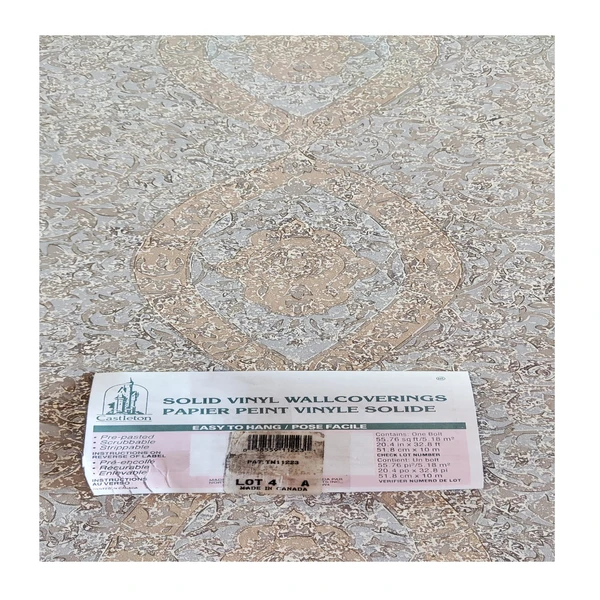 SOLID VINYL WALLCOVERINGS
PAPIER PEINT VINYLE SOLIDE
Castleton
EASY TO HANG / POSE FACILE
• Pre-pasted
• Scrubbable
• Strippable
INSTRUCTIONS ON
REVERSE OF LABEL
• Pré-encollé
• Récurable
• Enlevable
INSTRUCTIONS
AU VERSO
LOT 4 A
MADE IN CANADA
Contents: One Bolt
55.76 sq ft/5.18 m²
20.4 in x 32.8 ft
51.8 cm x 10 m
CHECK LOT NUMBER
Contenu: Un bolt
55.76 pi²/5.18 m²
20.4 po x 32.8 pi
51.8 cm x 10 m
VERIFIER NUMERO DE LOT